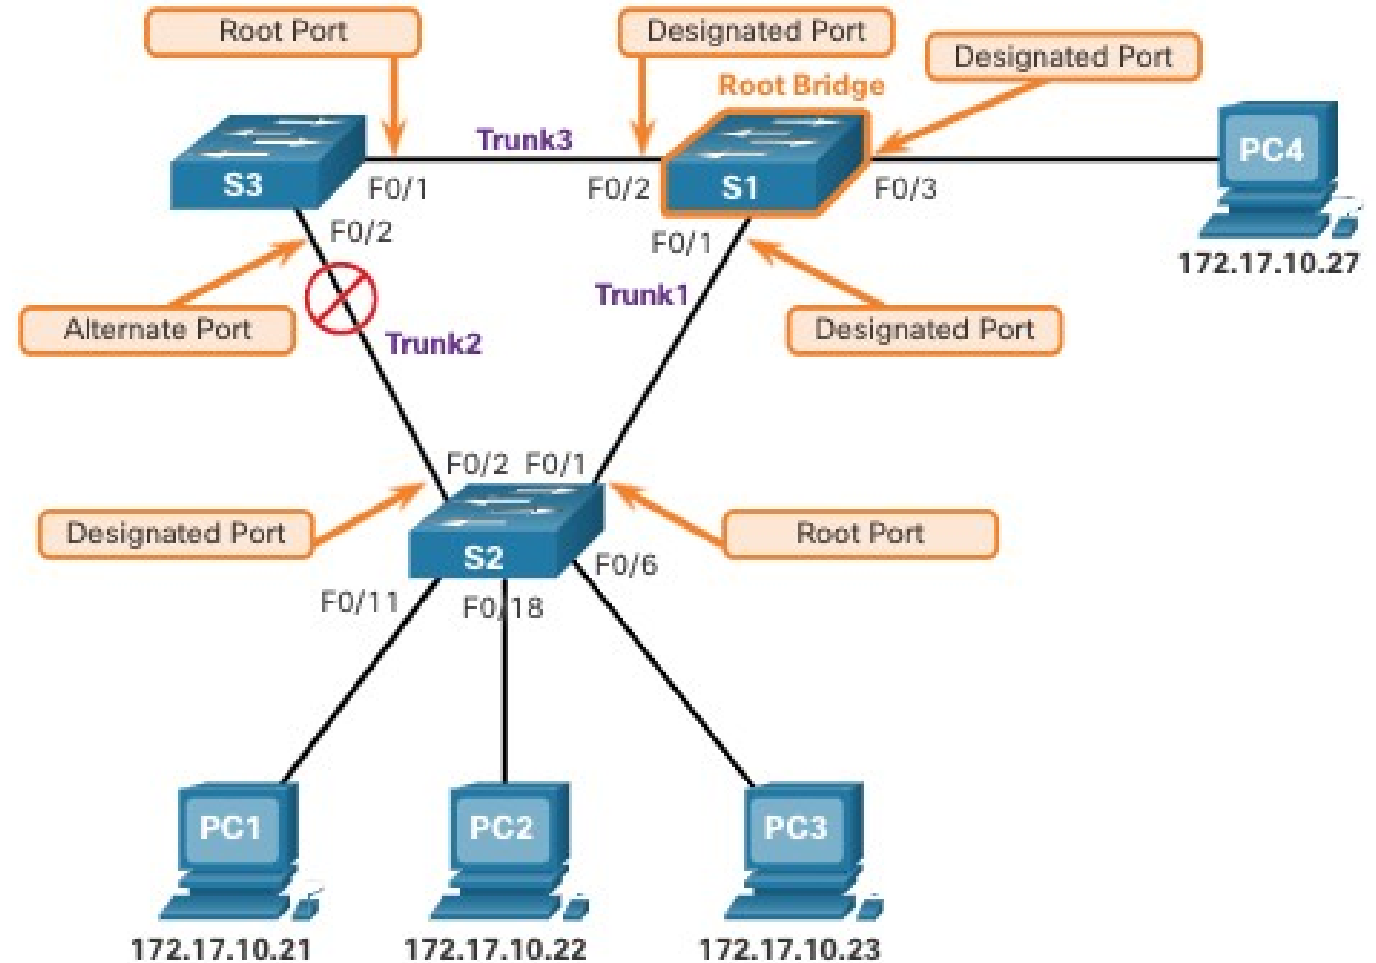 Root Port
Designated Port
Designated Port
Root Bridge
Trunk3
PC4
S3
F0/1
F0/2
S1
F0/3
F0/2
F0/1
172.17.10.27
Trunk1
Alternate Port
Trunk2
Designated Port
F0/2
F0/1
Designated Port
Root Port
S2
F0/6
F0/11
F0/18
PC1
PC2
PC3
172.17.10.21
172.17.10.22
172.17.10.23